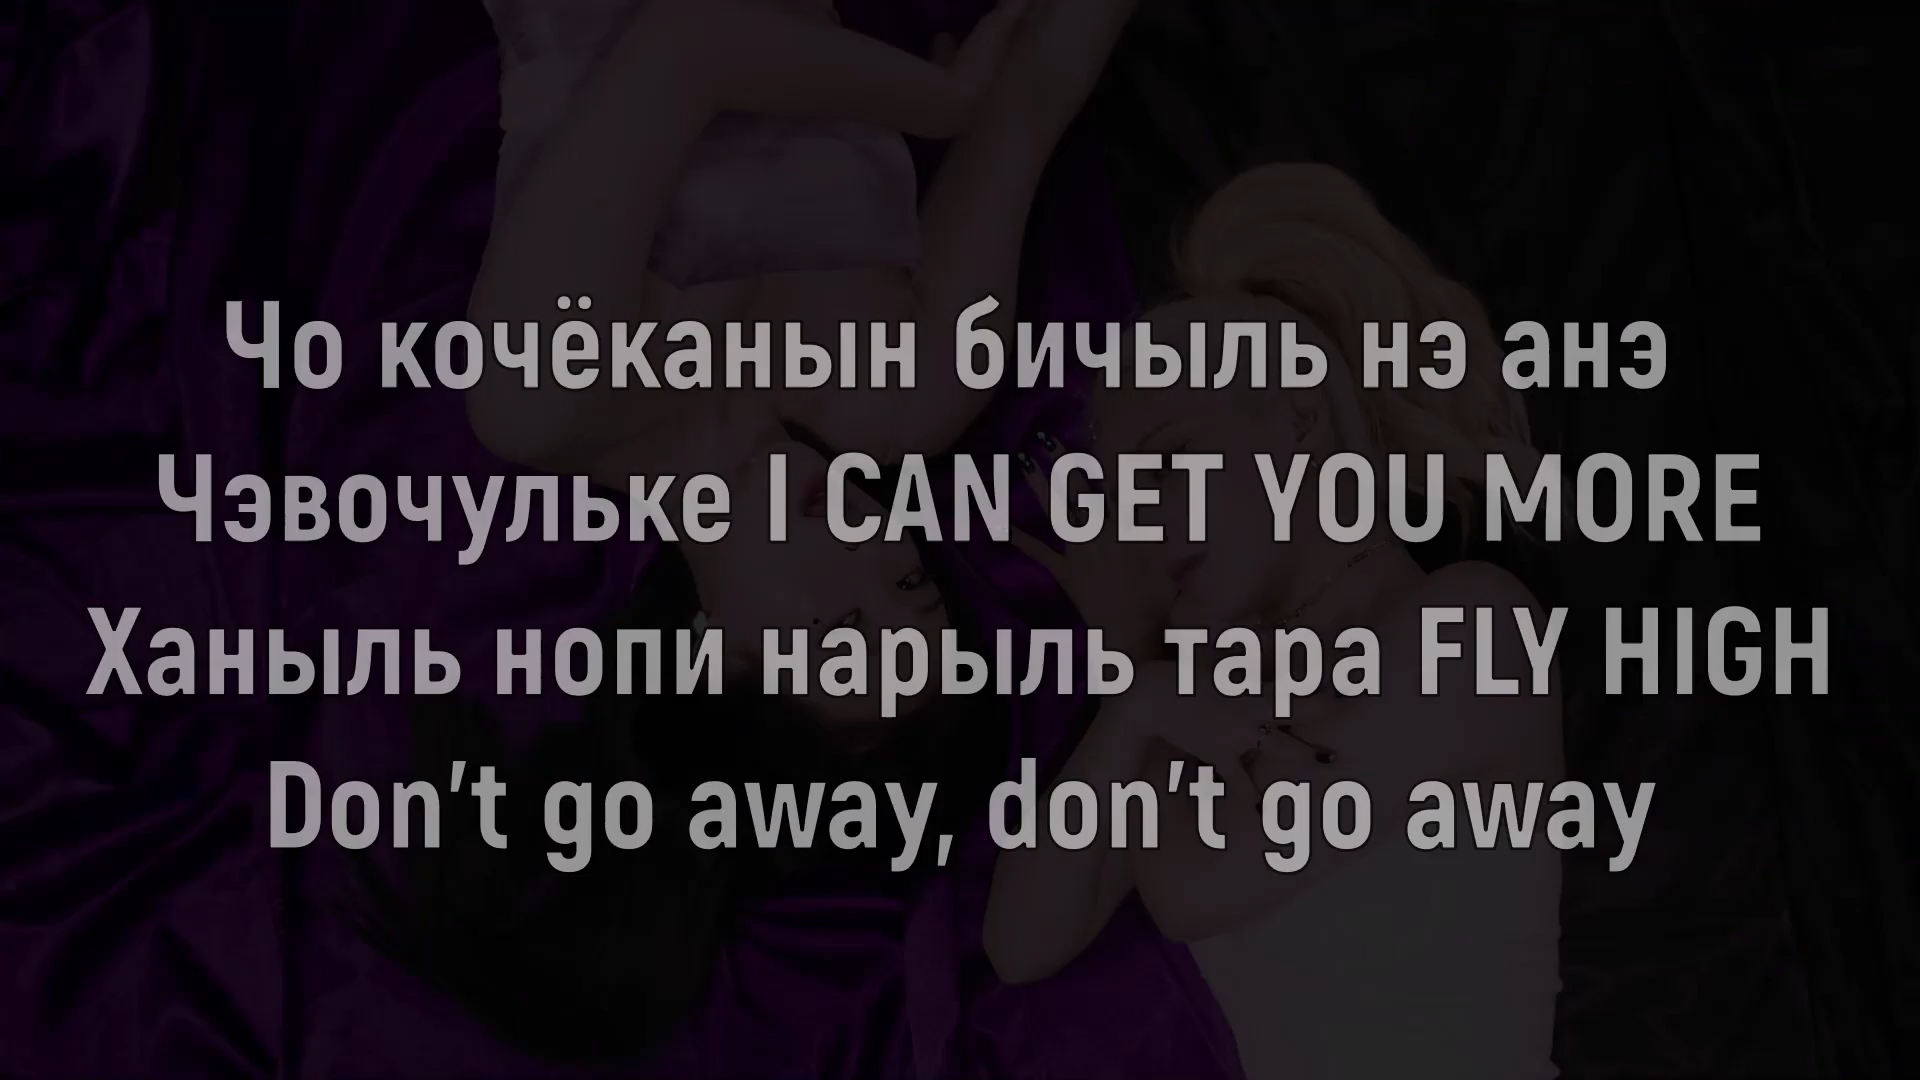 Чо кочёканын бичыль нэ анэ
Чэвочульке I CAN GET YOU MORE
Ханыль нопи нарыль тара FLY HIGH
Don't go away, don't go away